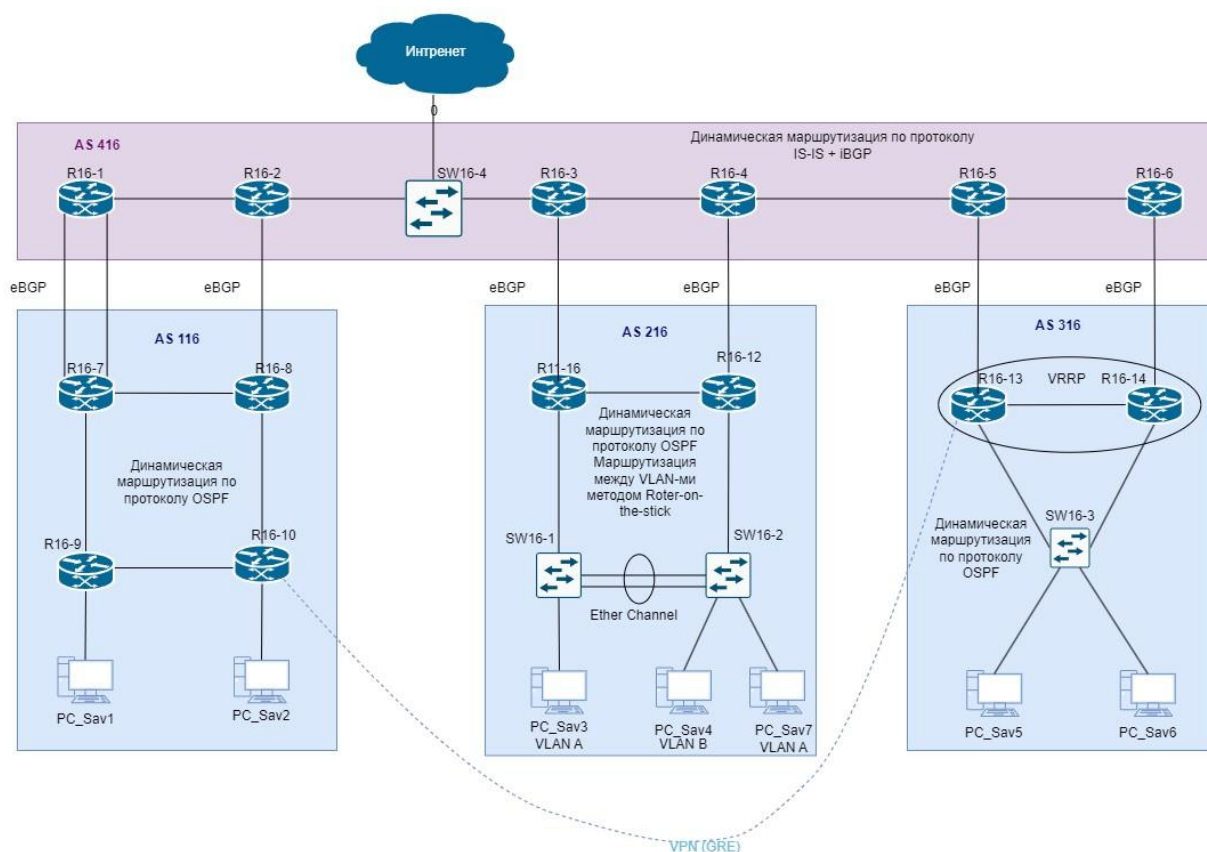 Интренет
0
AS 416
Динамическая маршрутизация по протоколу
IS-IS + iBGP
R16-1
R16-2
SW16-4
R16-3
R16-4
R16-5
R16-6
eBGP
eBGP
eBGP
eBGP
eBGP
eBGP
AS 116
AS 216
AS 316
R16-7
R16-8
R11-16
R16-12
R16-13
VRRP
R16-14
Динамическая
маршрутизация по
протоколу OSPF
Динамическая
маршрутизация по
протоколу OSPF
Маршрутизация
между VLAN-ми
методом Roter-on-
the-stick
Динамическая
маршрутизация
по протоколу
OSPF
R16-9
R16-10
SW16-1
SW16-2
SW16-3
Ether Channel
PC_Sav1
PC_Sav2
PC_Sav3
VLAN A
PC_Sav4
VLAN B
PC_Sav7
VLAN A
PC_Sav5
PC_Sav6
VPN (GRE)